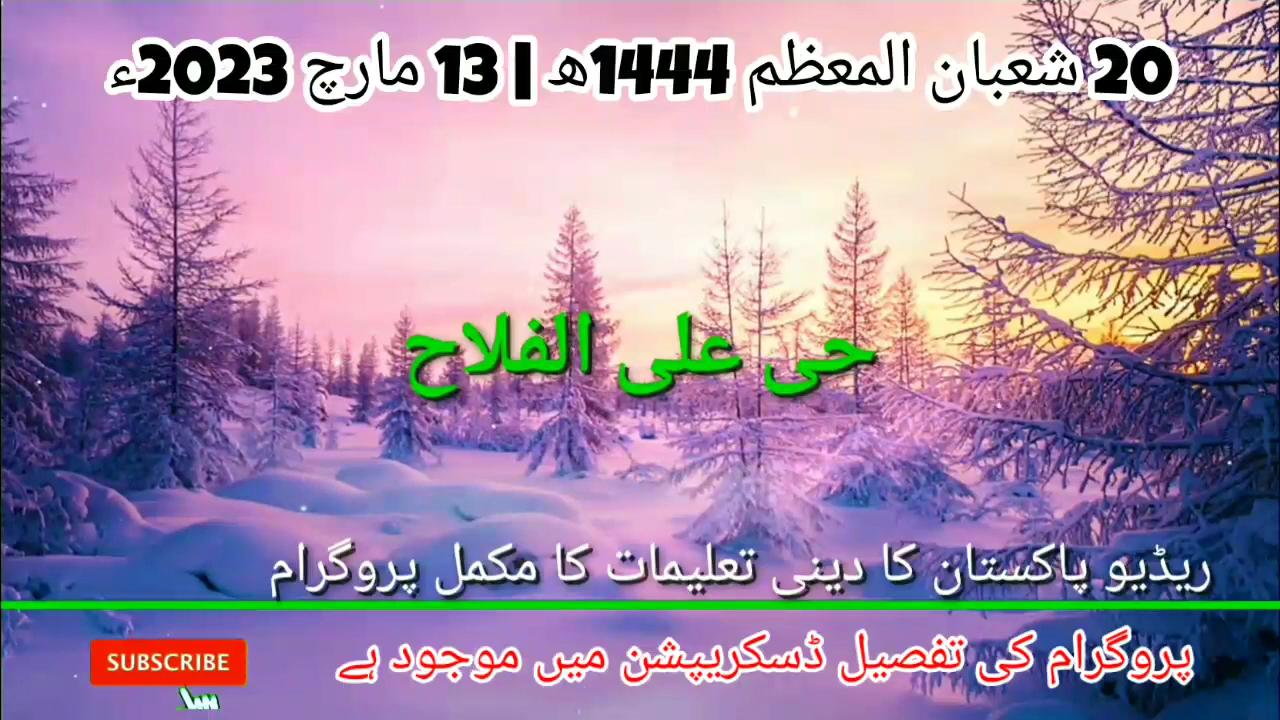 20 شعبان المعظم 1444ھ | 13 مارچ 2023ء
حی علی الفلاح
ریڈیو پاکستان کا دینی تعلیمات کا مکمل پروگرام
پروگرام کی تفصیل ڈسکریپشن میں موجود ہے
SUBSCRIBE